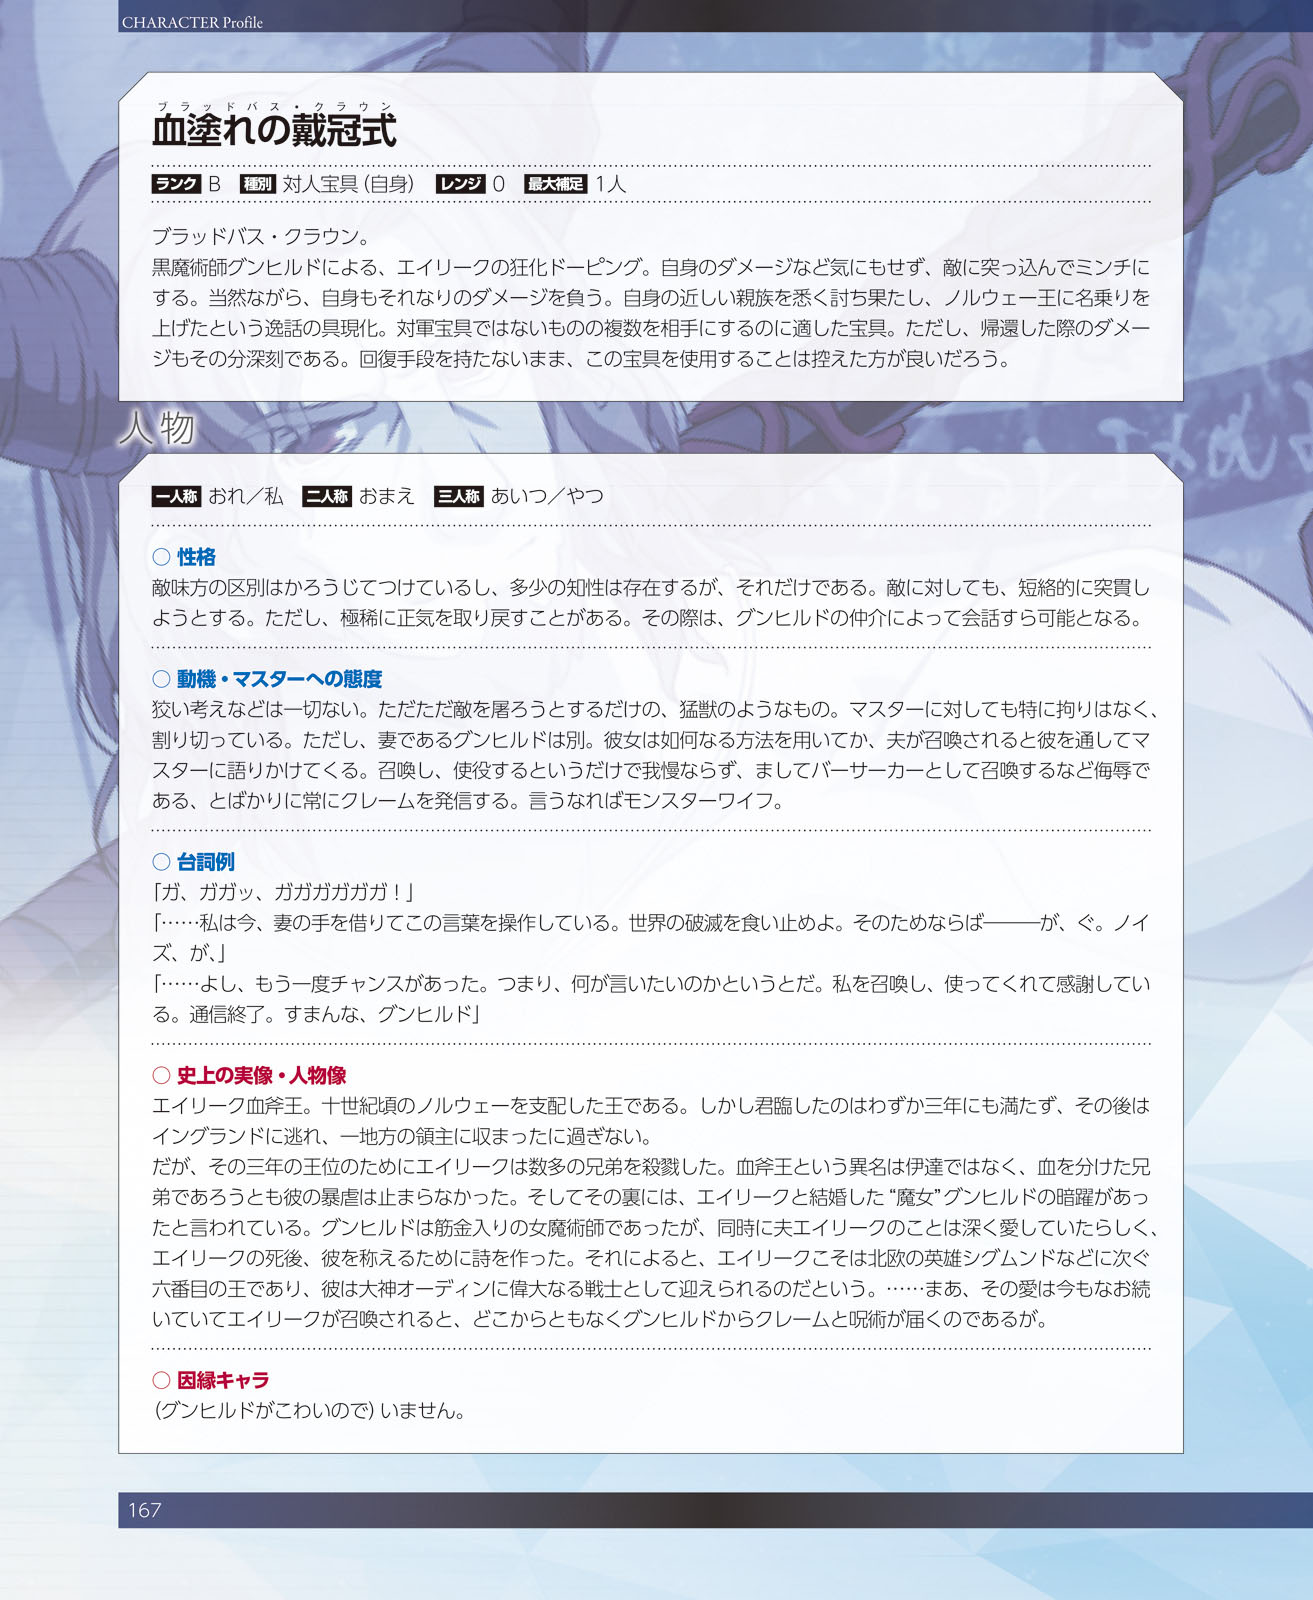 CHARACTER Profile
ブラッドバス・クラウン
血塗れの戴冠式
ランク B 種別 対人宝具（自身） レンジ 0 最大補足 1人
ブラッドバス・クラウン。
黒魔術師グンヒルドによる、エイリークの狂化ドーピング。自身のダメージなど気にもせず、敵に突っ込んでミンチに
する。当然ながら、自身もそれなりのダメージを負う。自身の近しい親族を悉く討ち果たし、ノルウェー王に名乗りを
上げたという逸話の具現化。対軍宝具ではないものの複数を相手にするのに適した宝具。ただし、帰還した際のダメー
ジもその分深刻である。回復手段を持たないまま、この宝具を使用することは控えた方が良いだろう。
人物
一人称 おれ／私 二人称 おまえ 三人称 あいつ／やつ
○ 性格
敵味方の区別はかろうじてつけているし、多少の知性は存在するが、それだけである。敵に対しても、短絡的に突貫し
ようとする。ただし、極稀に正気を取り戻すことがある。その際は、グンヒルドの仲介によって会話すら可能となる。
○ 動機・マスターへの態度
狡い考えなどは一切ない。ただただ敵を屠ろうとするだけの、猛獣のようなもの。マスターに対しても特に拘りはなく、
割り切っている。ただし、妻であるグンヒルドは別。彼女は如何なる方法を用いてか、夫が召喚されると彼を通してマ
スターに語りかけてくる。召喚し、使役するというだけで我慢ならず、ましてバーサーカーとして召喚するなど侮辱で
ある、とばかりに常にクレームを発信する。言うなればモンスターワイフ。
○ 台詞例
「ガ、ガガッ、ガガガガガガ！」
「……私は今、妻の手を借りてこの言葉を操作している。世界の破滅を食い止めよ。そのためならば―――が、ぐ。ノイ
ズ、が、」
「……よし、もう一度チャンスがあった。つまり、何が言いたいのかというとだ。私を召喚し、使ってくれて感謝してい
る。通信終了。すまんな、グンヒルド」
○ 史上の実像・人物像
エイリーク血斧王。十世紀頃のノルウェーを支配した王である。しかし君臨したのはわずか三年にも満たず、その後は
イングランドに逃れ、一地方の領主に収まったに過ぎない。
だが、その三年の王位のためにエイリークは数多の兄弟を殺戮した。血斧王という異名は伊達ではなく、血を分けた兄
弟であろうとも彼の暴虐は止まらなかった。そしてその裏には、エイリークと結婚した“魔女”グンヒルドの暗躍があっ
たと言われている。グンヒルドは筋金入りの女魔術師であったが、同時に夫エイリークのことは深く愛していたらしく、
エイリークの死後、彼を称えるために詩を作った。それによると、エイリークこそは北欧の英雄シグムンドなどに次ぐ
六番目の王であり、彼は大神オーディンに偉大なる戦士として迎えられるのだという。……まあ、その愛は今もなお続
いていてエイリークが召喚されると、どこからともなくグンヒルドからクレームと呪術が届くのであるが。
○ 因縁キャラ
（グンヒルドがこわいので）いません。
167